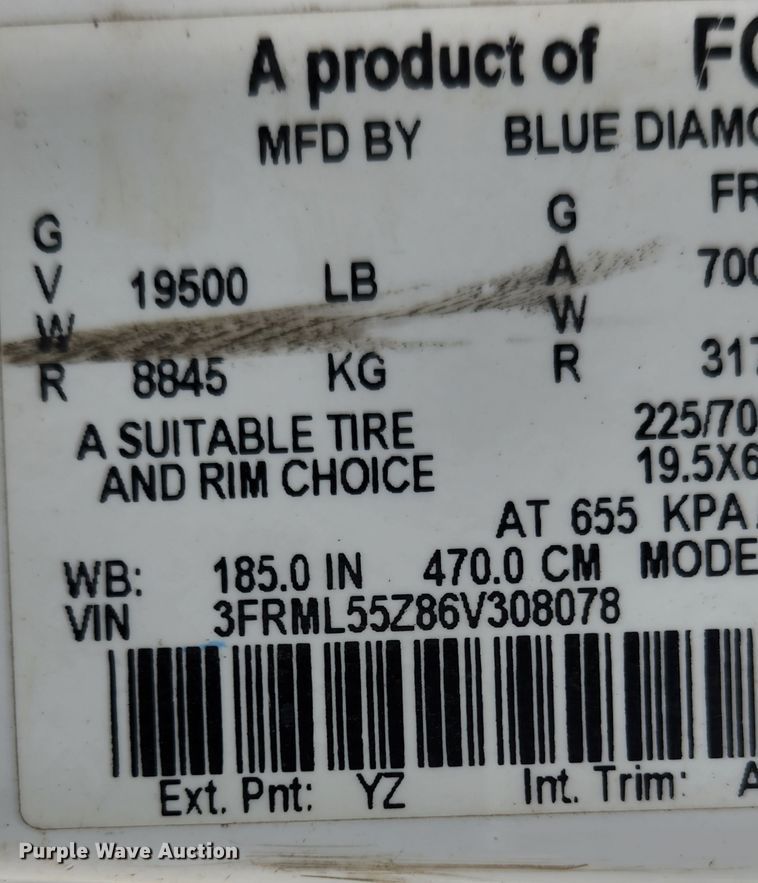 A product of FO
MFD BY BLUE DIAMO
FR
G V W R 19500 LB 8845 KG
G A W R 700 317
A SUITABLE TIRE 225/70
AND RIM CHOICE 19.5X6
AT 655 KPA
WB: 185.0 IN 470.0 CM MODE
VIN 3FRML55Z86V308078
Ext. Pnt: YZ Int. Trim: A
Purple Wave Auction